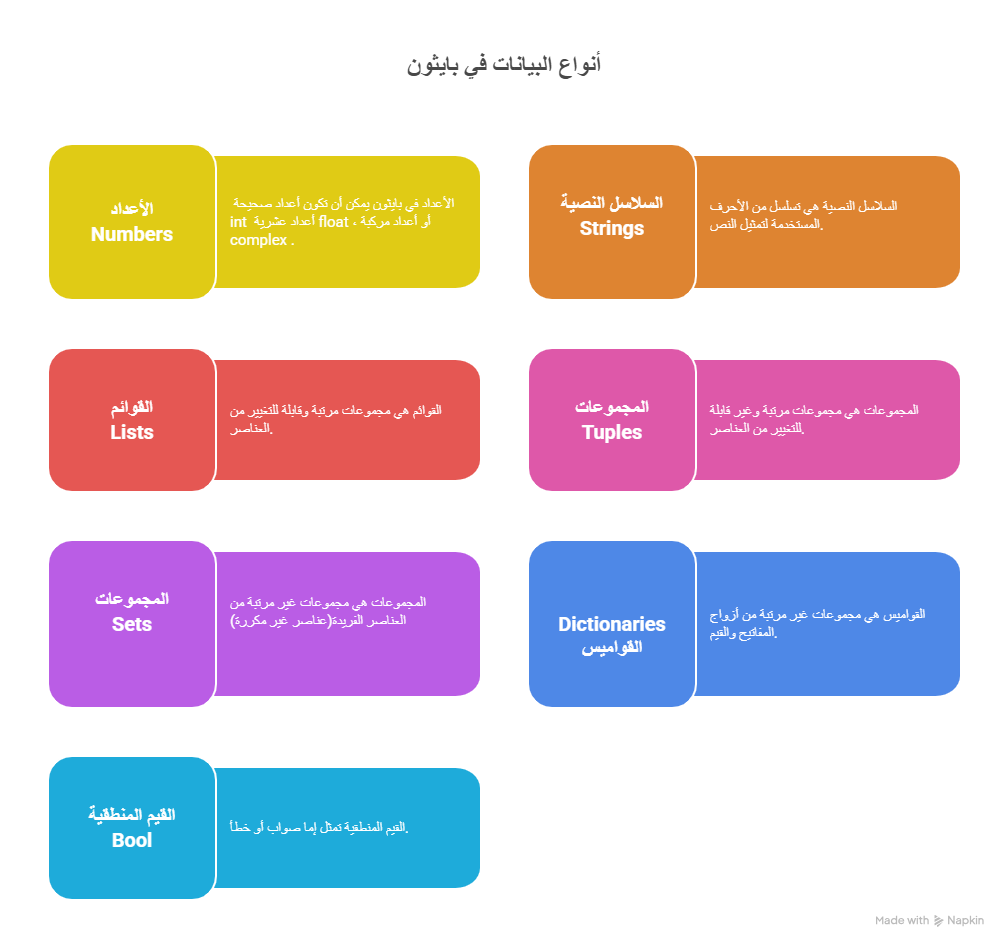 أنواع البيانات في بايثون
الأعداد
Numbers
الأعداد في بايثون يمكن أن تكون أعداد صحيحة
int أعداد عشرية float ، أو أعداد مركبة
complex .
السلاسل النصية
Strings
السلاسل النصية هي تسلسل من الأحرف
المستخدمة لتمثيل النص.
القوائم
Lists
القوائم هي مجموعات مرتبة وقابلة للتغيير من
العناصر.
المجموعات
Tuples
المجموعات هي مجموعات مرتبة وغير قابلة
للتغيير من العناصر.
المجموعات
Sets
المجموعات هي مجموعات غير مرتبة من
العناصر الفريدة(عناصر غير مكررة)
Dictionaries
القواميس
القواميس هي مجموعات غير مرتبة من أزواج
المفاتيح والقيم.
القيم المنطقية
Bool
القيم المنطقية تمثل إما صواب أو خطأ.
Made with Napkin